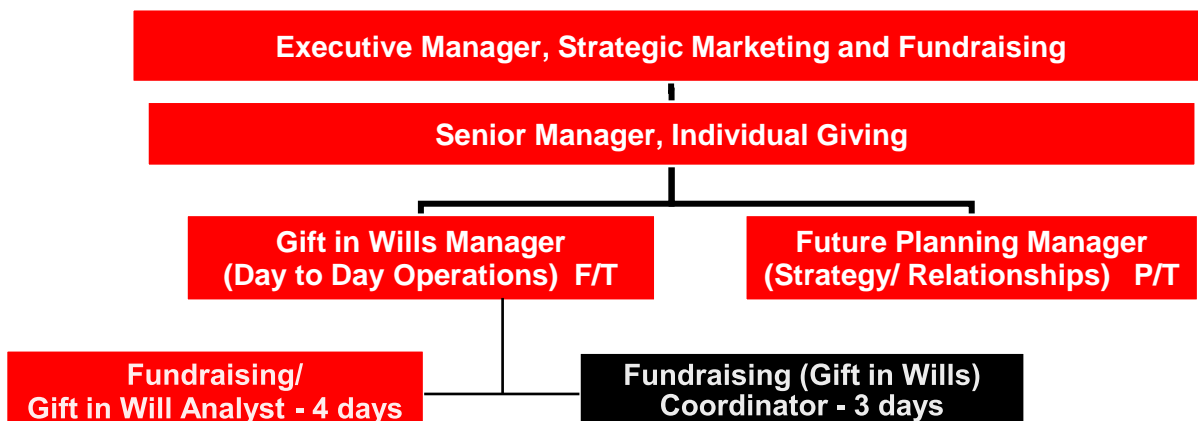 Executive Manager, Strategic Marketing and Fundraising
Senior Manager, Individual Giving
Gift in Wills Manager
(Day to Day Operations) F/T
Future Planning Manager
(Strategy/ Relationships) P/T
Fundraising/
Gift in Will Analyst - 4 days
Fundraising (Gift in Wills)
Coordinator - 3 days